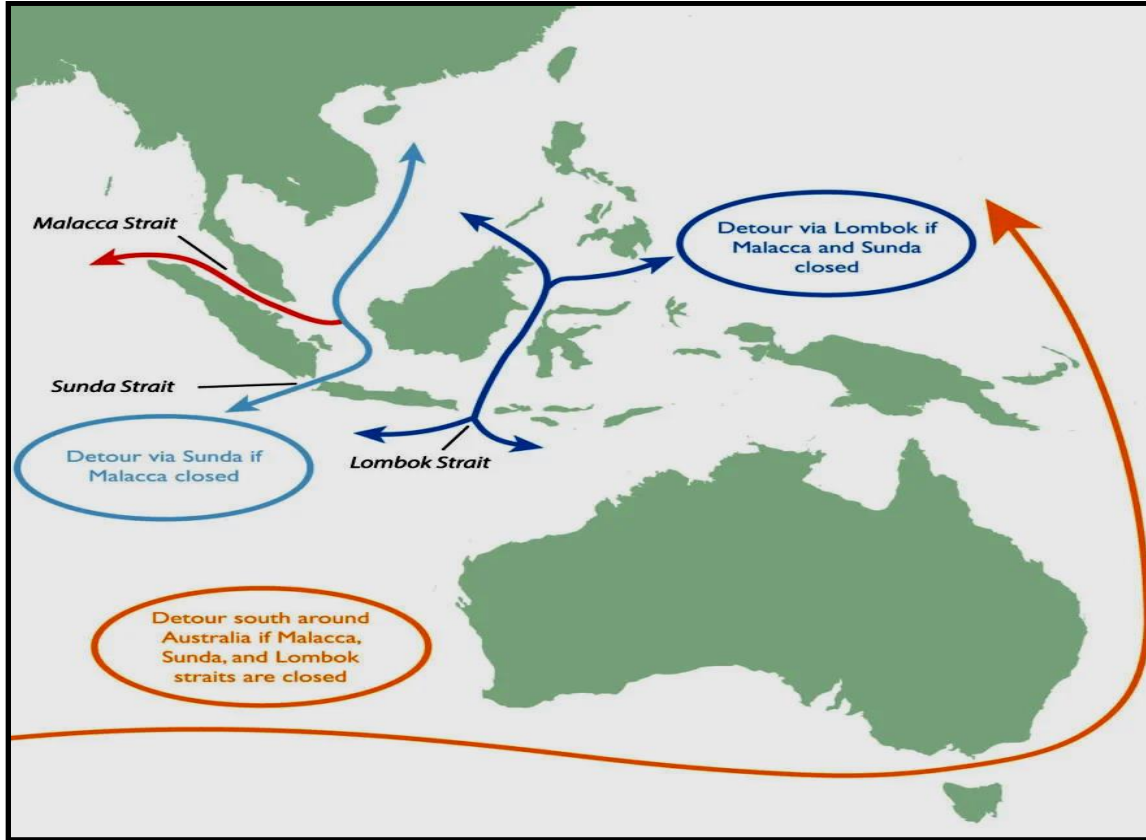 Malacca Strait
Detour via Lombok if
Malacca and Sunda
closed
Sunda Strait
Detour via Sunda if
Malacca closed
Lombok Strait
Detour south around
Australia if Malacca,
Sunda, and Lombok
straits are closed